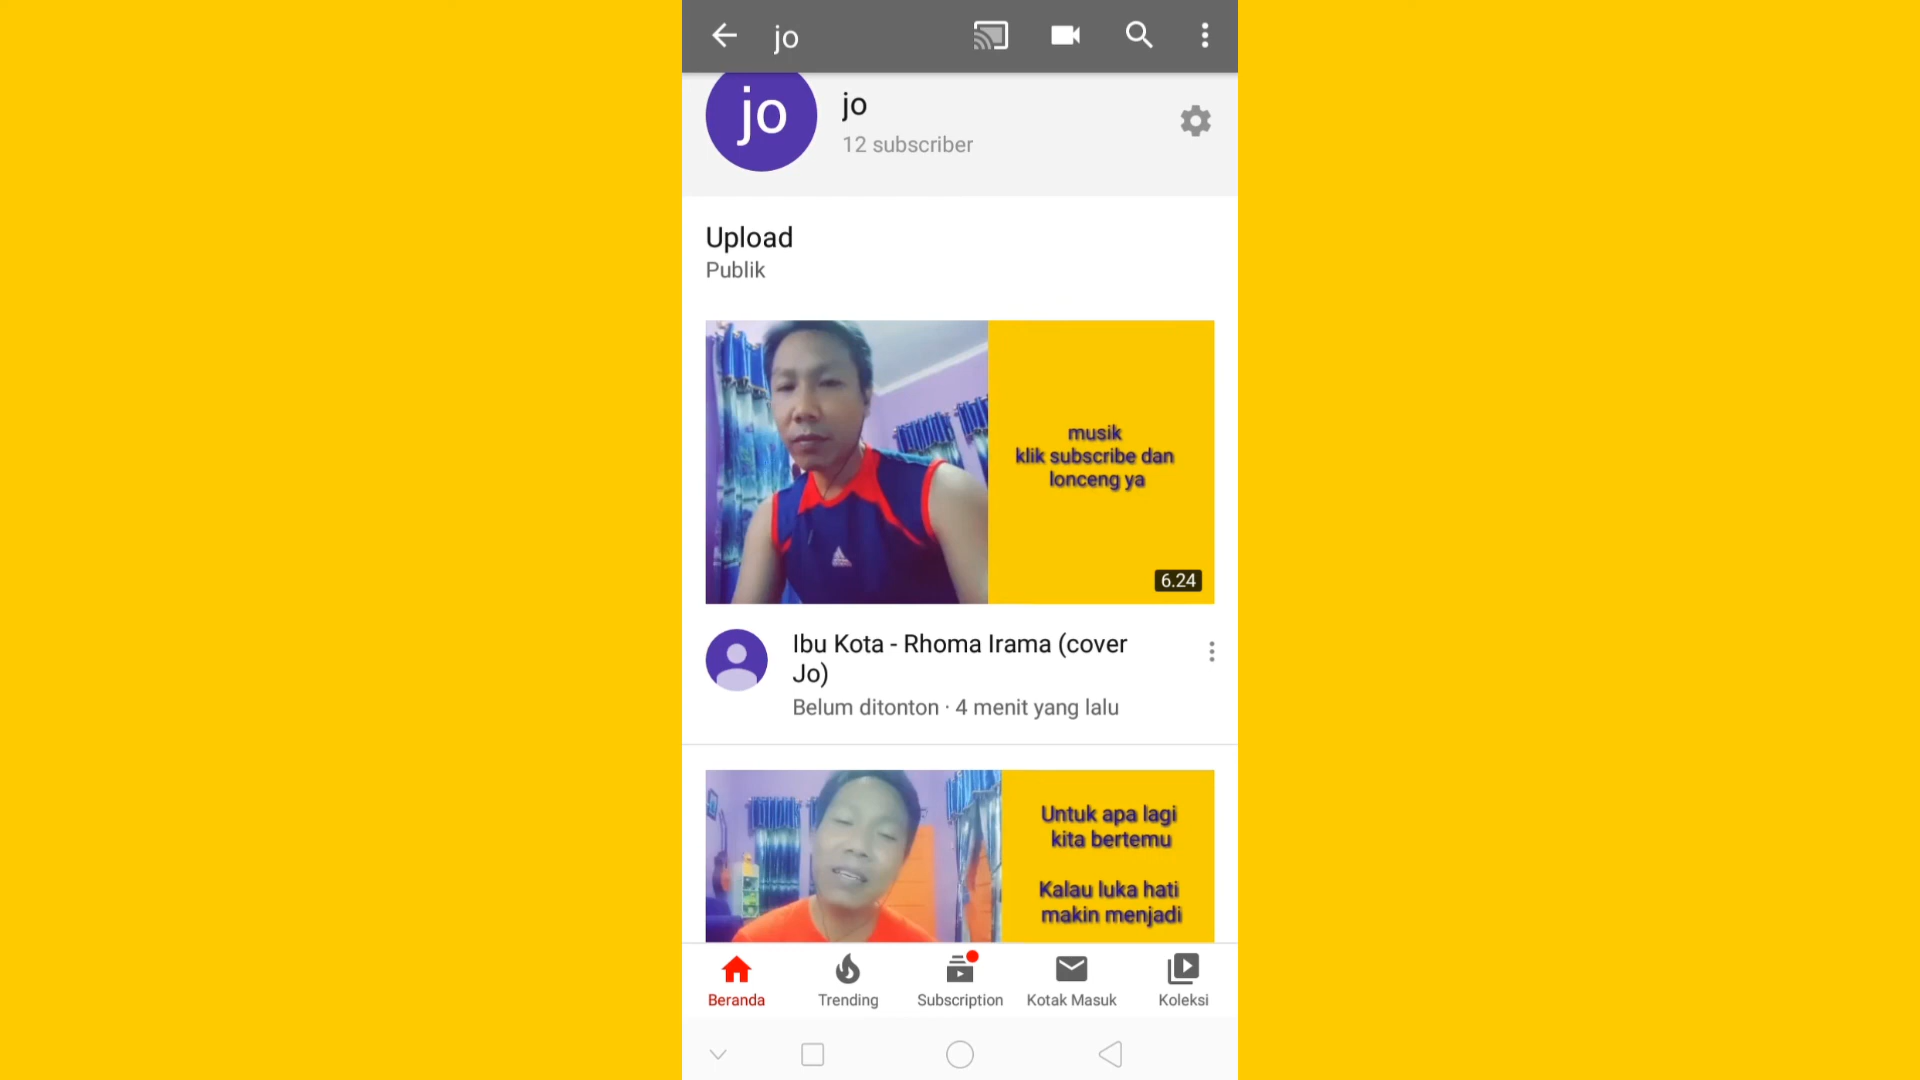 jo
jo
jo
12 subscriber
Upload
Publik
musik
klik subscribe dan
lonceng ya
6.24
Ibu Kota - Rhoma Irama (cover
Jo)
Belum ditonton · 4 menit yang lalu
Untuk apa lagi
kita bertemu
Kalau luka hati
makin menjadi
Beranda
Trending
Subscription
Kotak Masuk
Koleksi